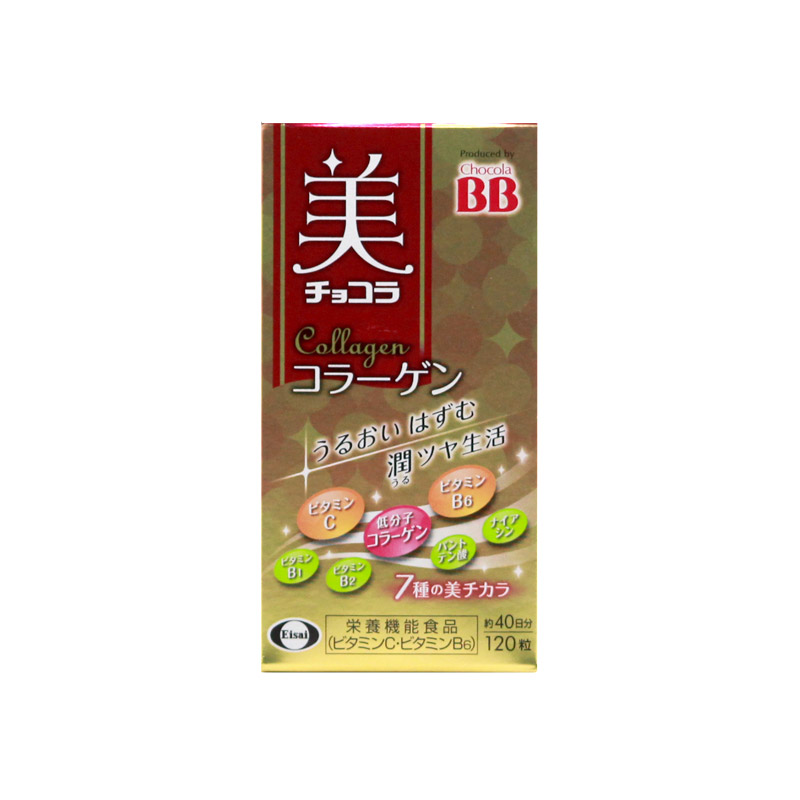 美
チョコラ
Produced by
Chocola
BB
Collagen
コラーゲン
うるおい はずむ
潤ツヤ生活
うる
ビタミン
C
低分子
コラーゲン
ビタミン
B6
ナイア
シン
パント
テン酸
ビタミン
B1
ビタミン
B2
7種の美チカラ
Eisai
栄養機能食品
(ビタミンC・ビタミンB6)
約40日分
120粒